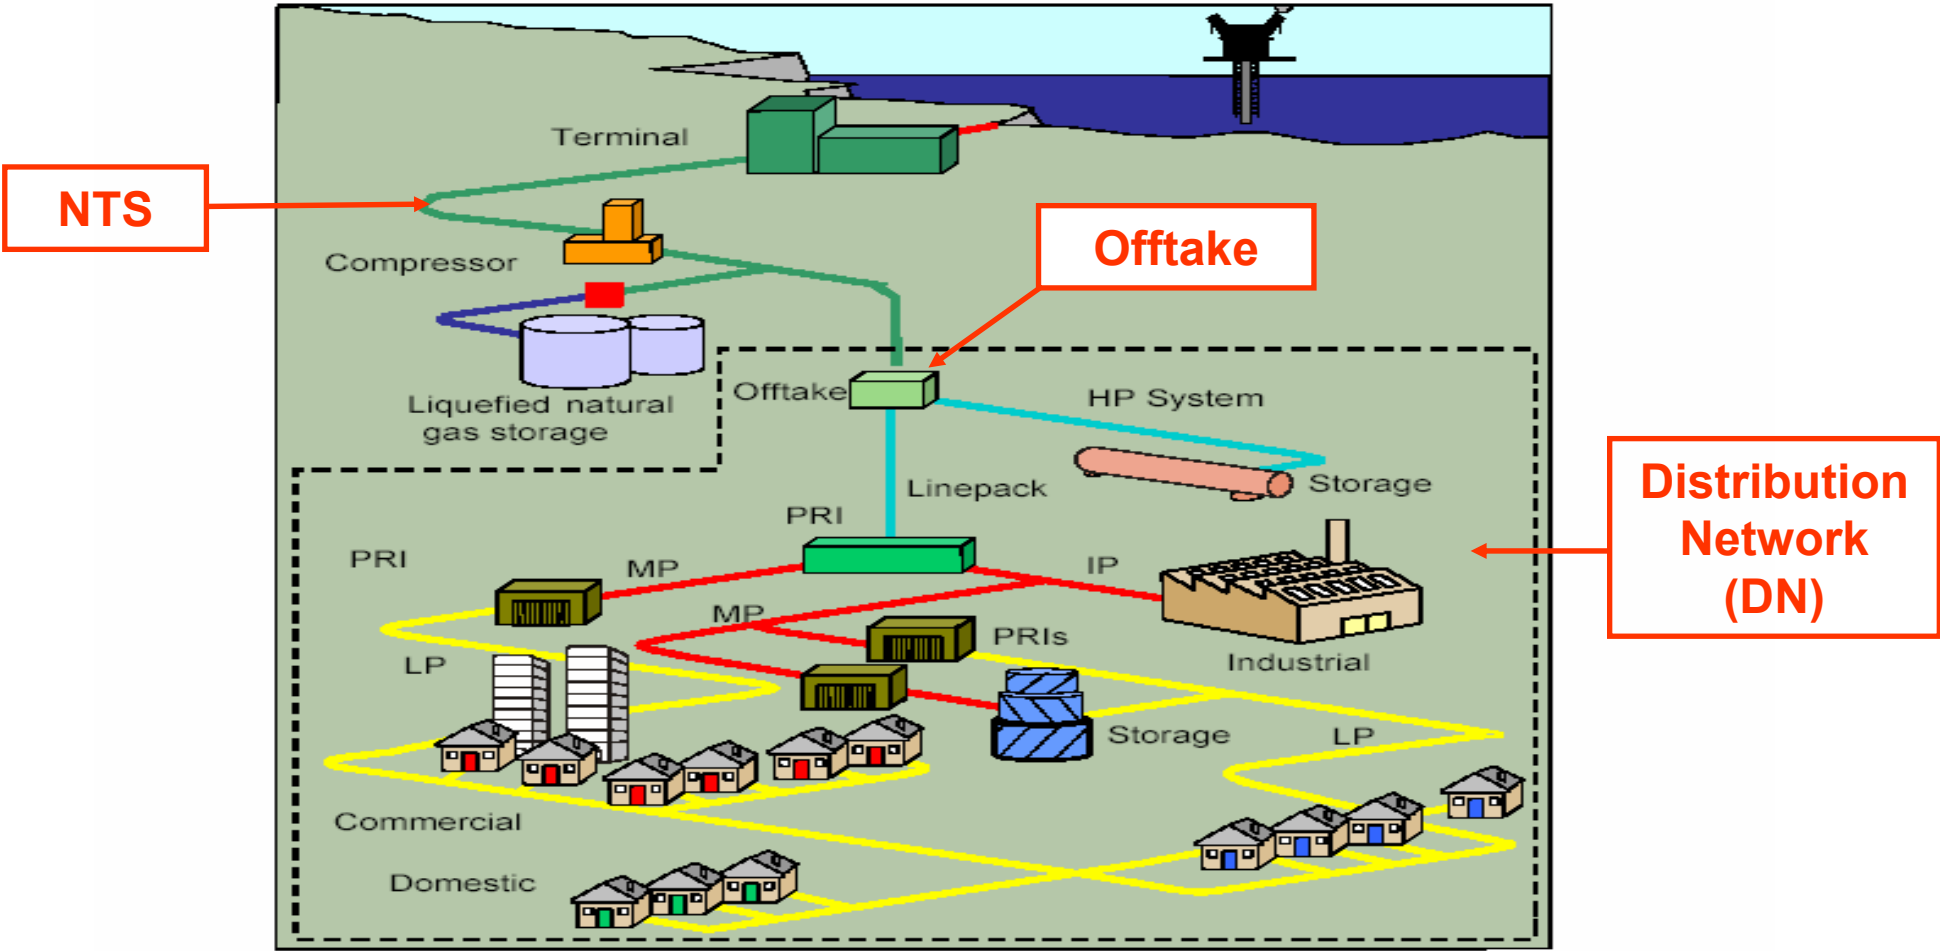 Terminal
NTS
Offtake
Compressor
Offtake
HP System
Liquefied natural
gas storage
Distribution
Network
(DN)
Linepack
Storage
PRI
PRI
MP
IP
MP
PRIs
LP
Industrial
Storage
LP
Commercial
Domestic